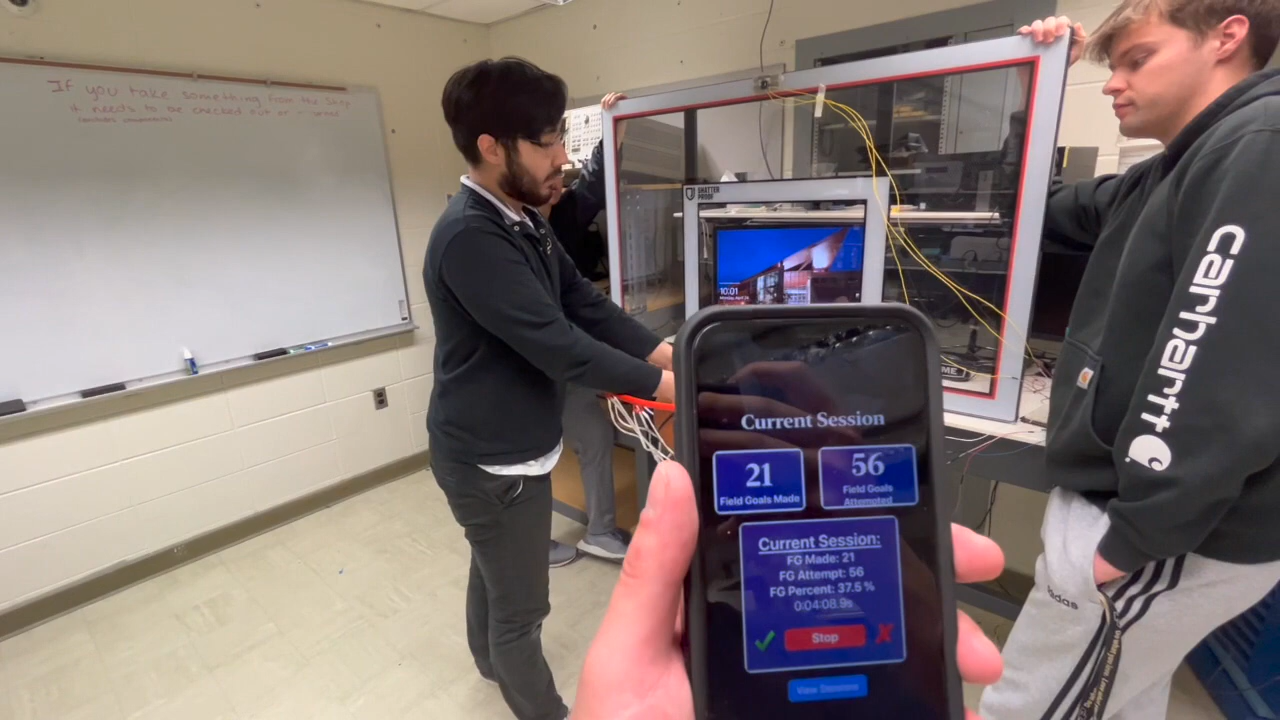 If you take something from the shop
it needs to be checked out or
SHATTER
PROOF
10:01
carhartt
adidas
ME
Current Session
21
Field Goals Made
56
Field Goals
Attempted
Current Session:
FG Made: 21
FG Attempt: 56
FG Percent: 37.5 %
0:04:08.9s
Stop
View Sessions